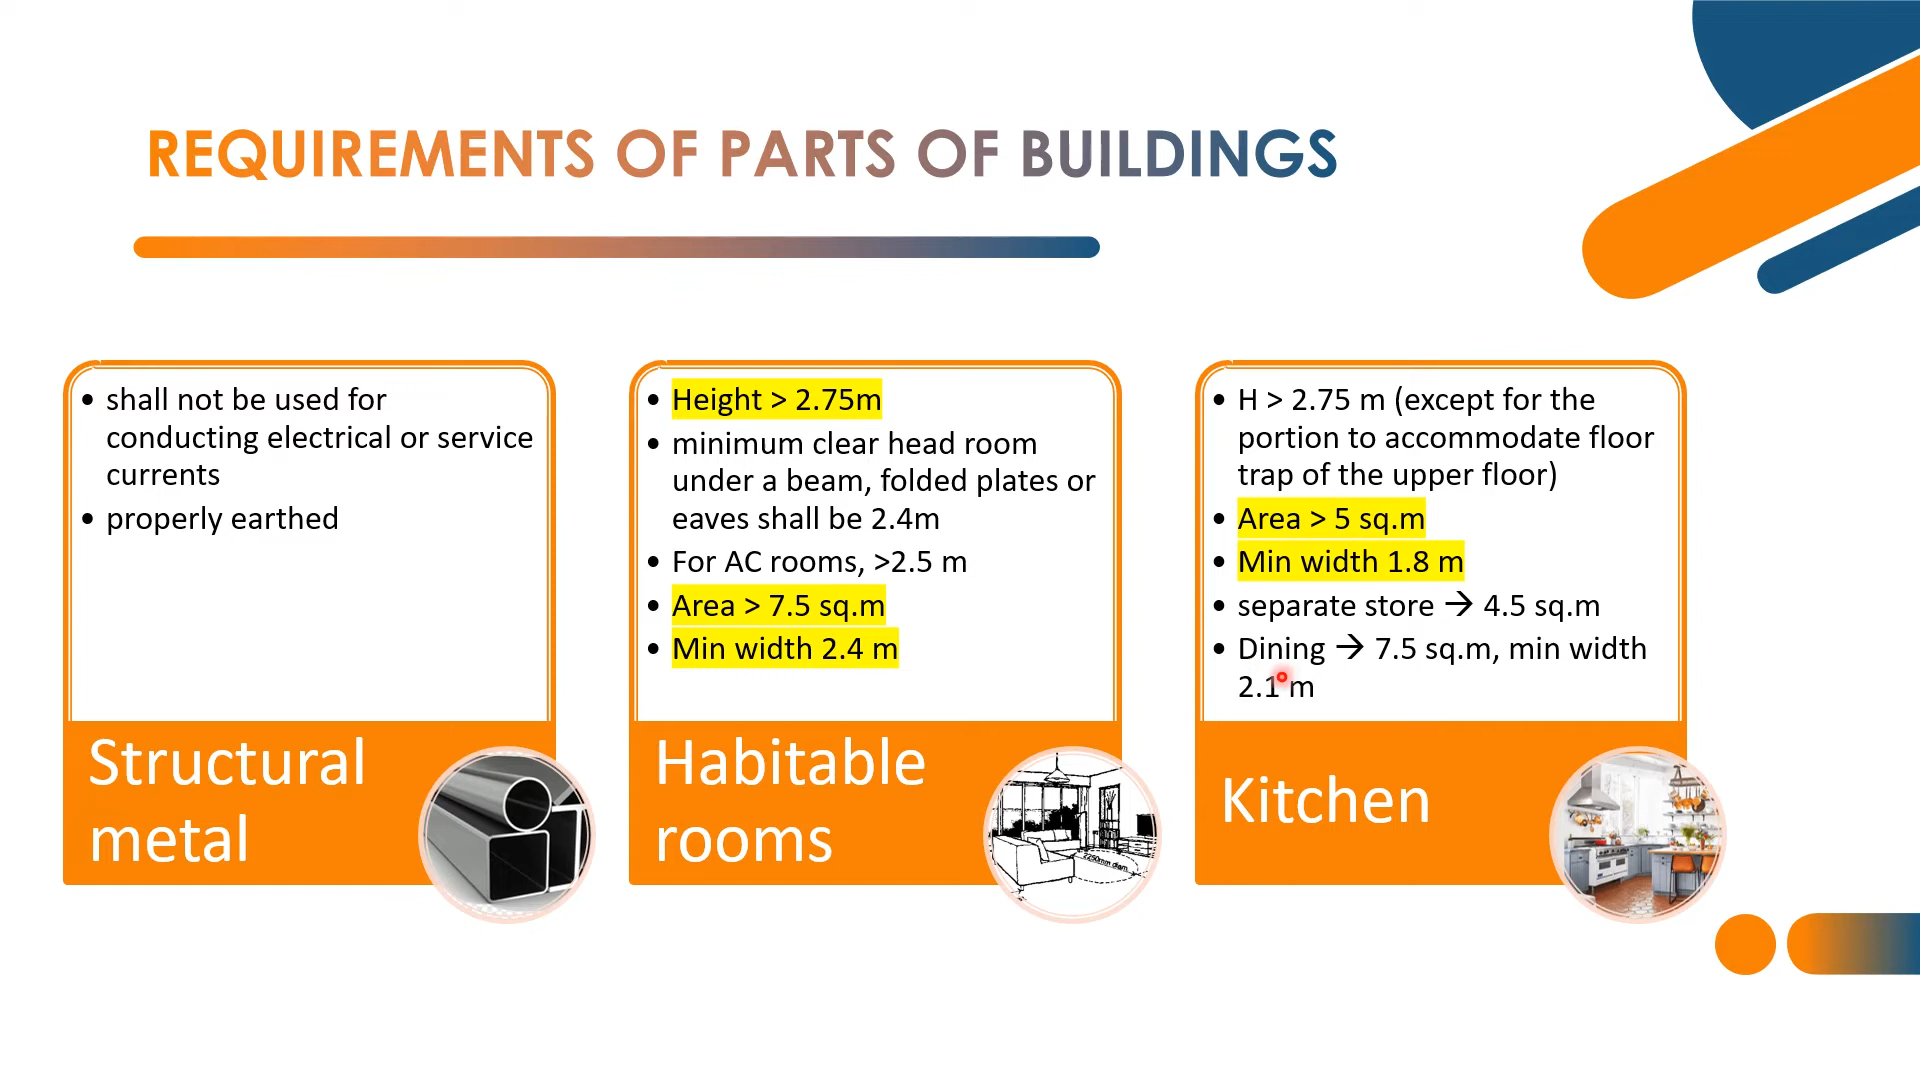 REQUIREMENTS OF PARTS OF BUILDINGS
• shall not be used for
conducting electrical or service
currents
• properly earthed
Structural
metal
• Height > 2.75m
• minimum clear head room
under a beam, folded plates or
eaves shall be 2.4m
• For AC rooms, >2.5 m
• Area > 7.5 sq.m
• Min width 2.4 m
Habitable
rooms
2250mm diam.
• H > 2.75 m (except for the
portion to accommodate floor
trap of the upper floor)
• Area > 5 sq.m
• Min width 1.8 m
• separate store → 4.5 sq.m
• Dining → 7.5 sq.m, min width
2.1 m
Kitchen